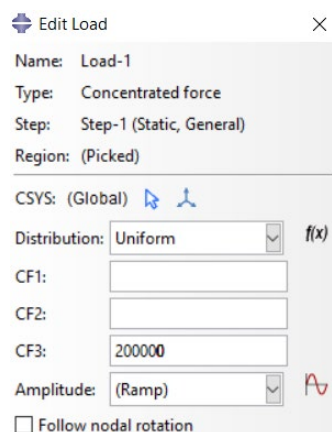 Edit Load
Name: Load-1
Type: Concentrated force
Step: Step-1 (Static, General)
Region: (Picked)
CSYS: (Global)
Distribution: Uniform f(x)
CF1:
CF2:
CF3: 200000
Amplitude: (Ramp)
Follow nodal rotation